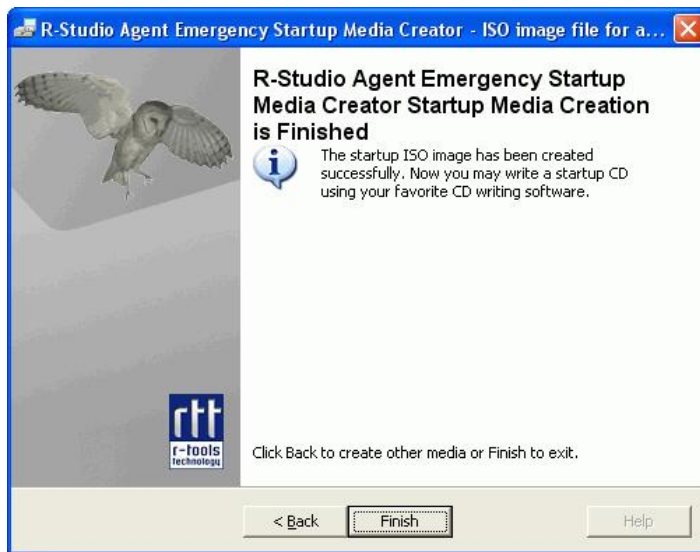 R-Studio Agent Emergency Startup Media Creator - ISO image file for a...
R-Studio Agent Emergency Startup
Media Creator Startup Media Creation
is Finished
The startup ISO image has been created
successfully. Now you may write a startup CD
using your favorite CD writing software.
rtt
r-tools
technology
Click Back to create other media or Finish to exit.
< Back
Finish
Help